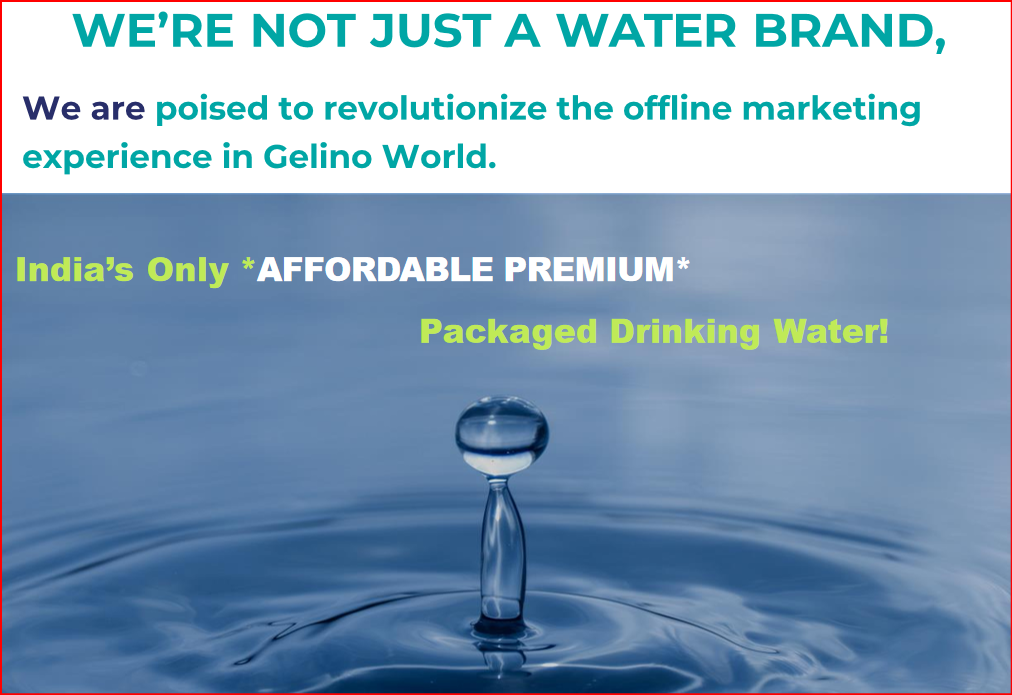 WE’RE NOT JUST A WATER BRAND,
We are poised to revolutionize the offline marketing
experience in Gelino World.
India’s Only *AFFORDABLE PREMIUM*
Packaged Drinking Water!